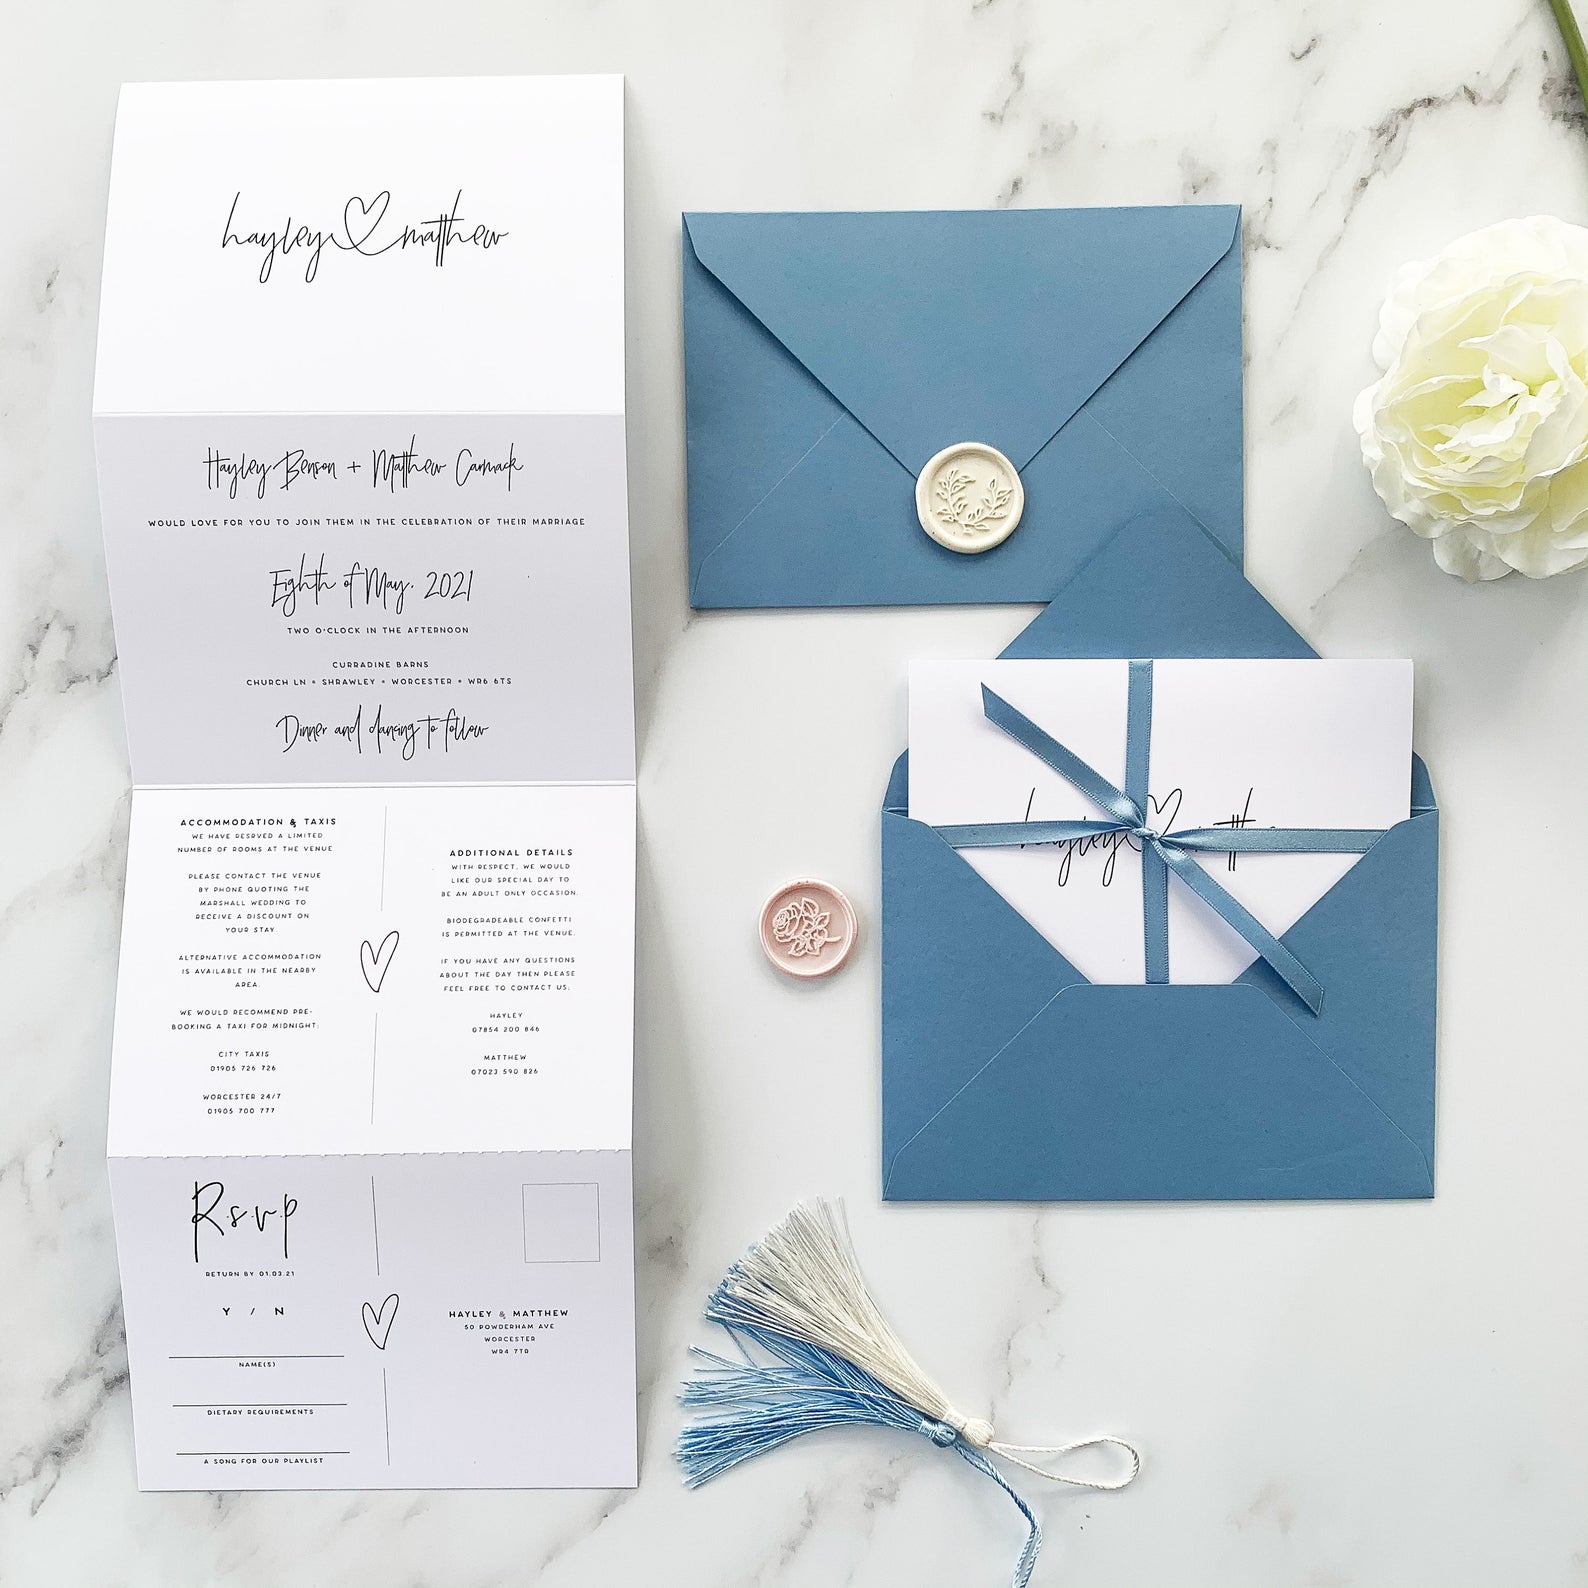 hayley matthew
Hayley Benson + Matthew Carmack
WOULD LOVE FOR YOU TO JOIN THEM IN THE CELEBRATION OF THEIR MARRIAGE
Eighth of May. 2021
TWO O'CLOCK IN THE AFTERNOON
CURRADINE BARNS
CHURCH LN * SHRAWLEY * WORCESTER * WR6 6TS
Dinner and dancing to follow
ACCOMMODATION & TAXIS
WE HAVE RESRVED A LIMITED
NUMBER OF ROOMS AT THE VENUE
PLEASE CONTACT THE VENUE
BY PHONE QUOTING THE
MARSHALL WEDDING TO
RECEIVE A DISCOUNT ON
YOUR STAY.
ALTERNATIVE ACCOMMODATION
IS AVAILABLE IN THE NEARBY
AREA.
WE WOULD RECOMMEND PRE-
BOOKING A TAXI FOR MIDNIGHT;
CITY TAXIS
01905 726 726
WORCESTER 24/7
01905 700 777
ADDITIONAL DETAILS
WITH RESPECT, WE WOULD
LIKE OUR SPECIAL DAY TO
BE AN ADULT ONLY OCCASION.
BIODEGRADEABLE CONFETTI
IS PERMITTED AT THE VENUE.
IF YOU HAVE ANY QUESTIONS
ABOUT THE DAY THEN PLEASE
FEEL FREE TO CONTACT US;
HAYLEY
07854 200 846
MATTHEW
07023 590 826
R.s.v.p
RETURN BY 01.03.21
Y / N
NAME(S)
DIETARY REQUIREMENTS
A SONG FOR OUR PLAYLIST
HAYLEY & MATTHEW
50 POWDERHAM AVE
WORCESTER
WR4 7TR
hayley